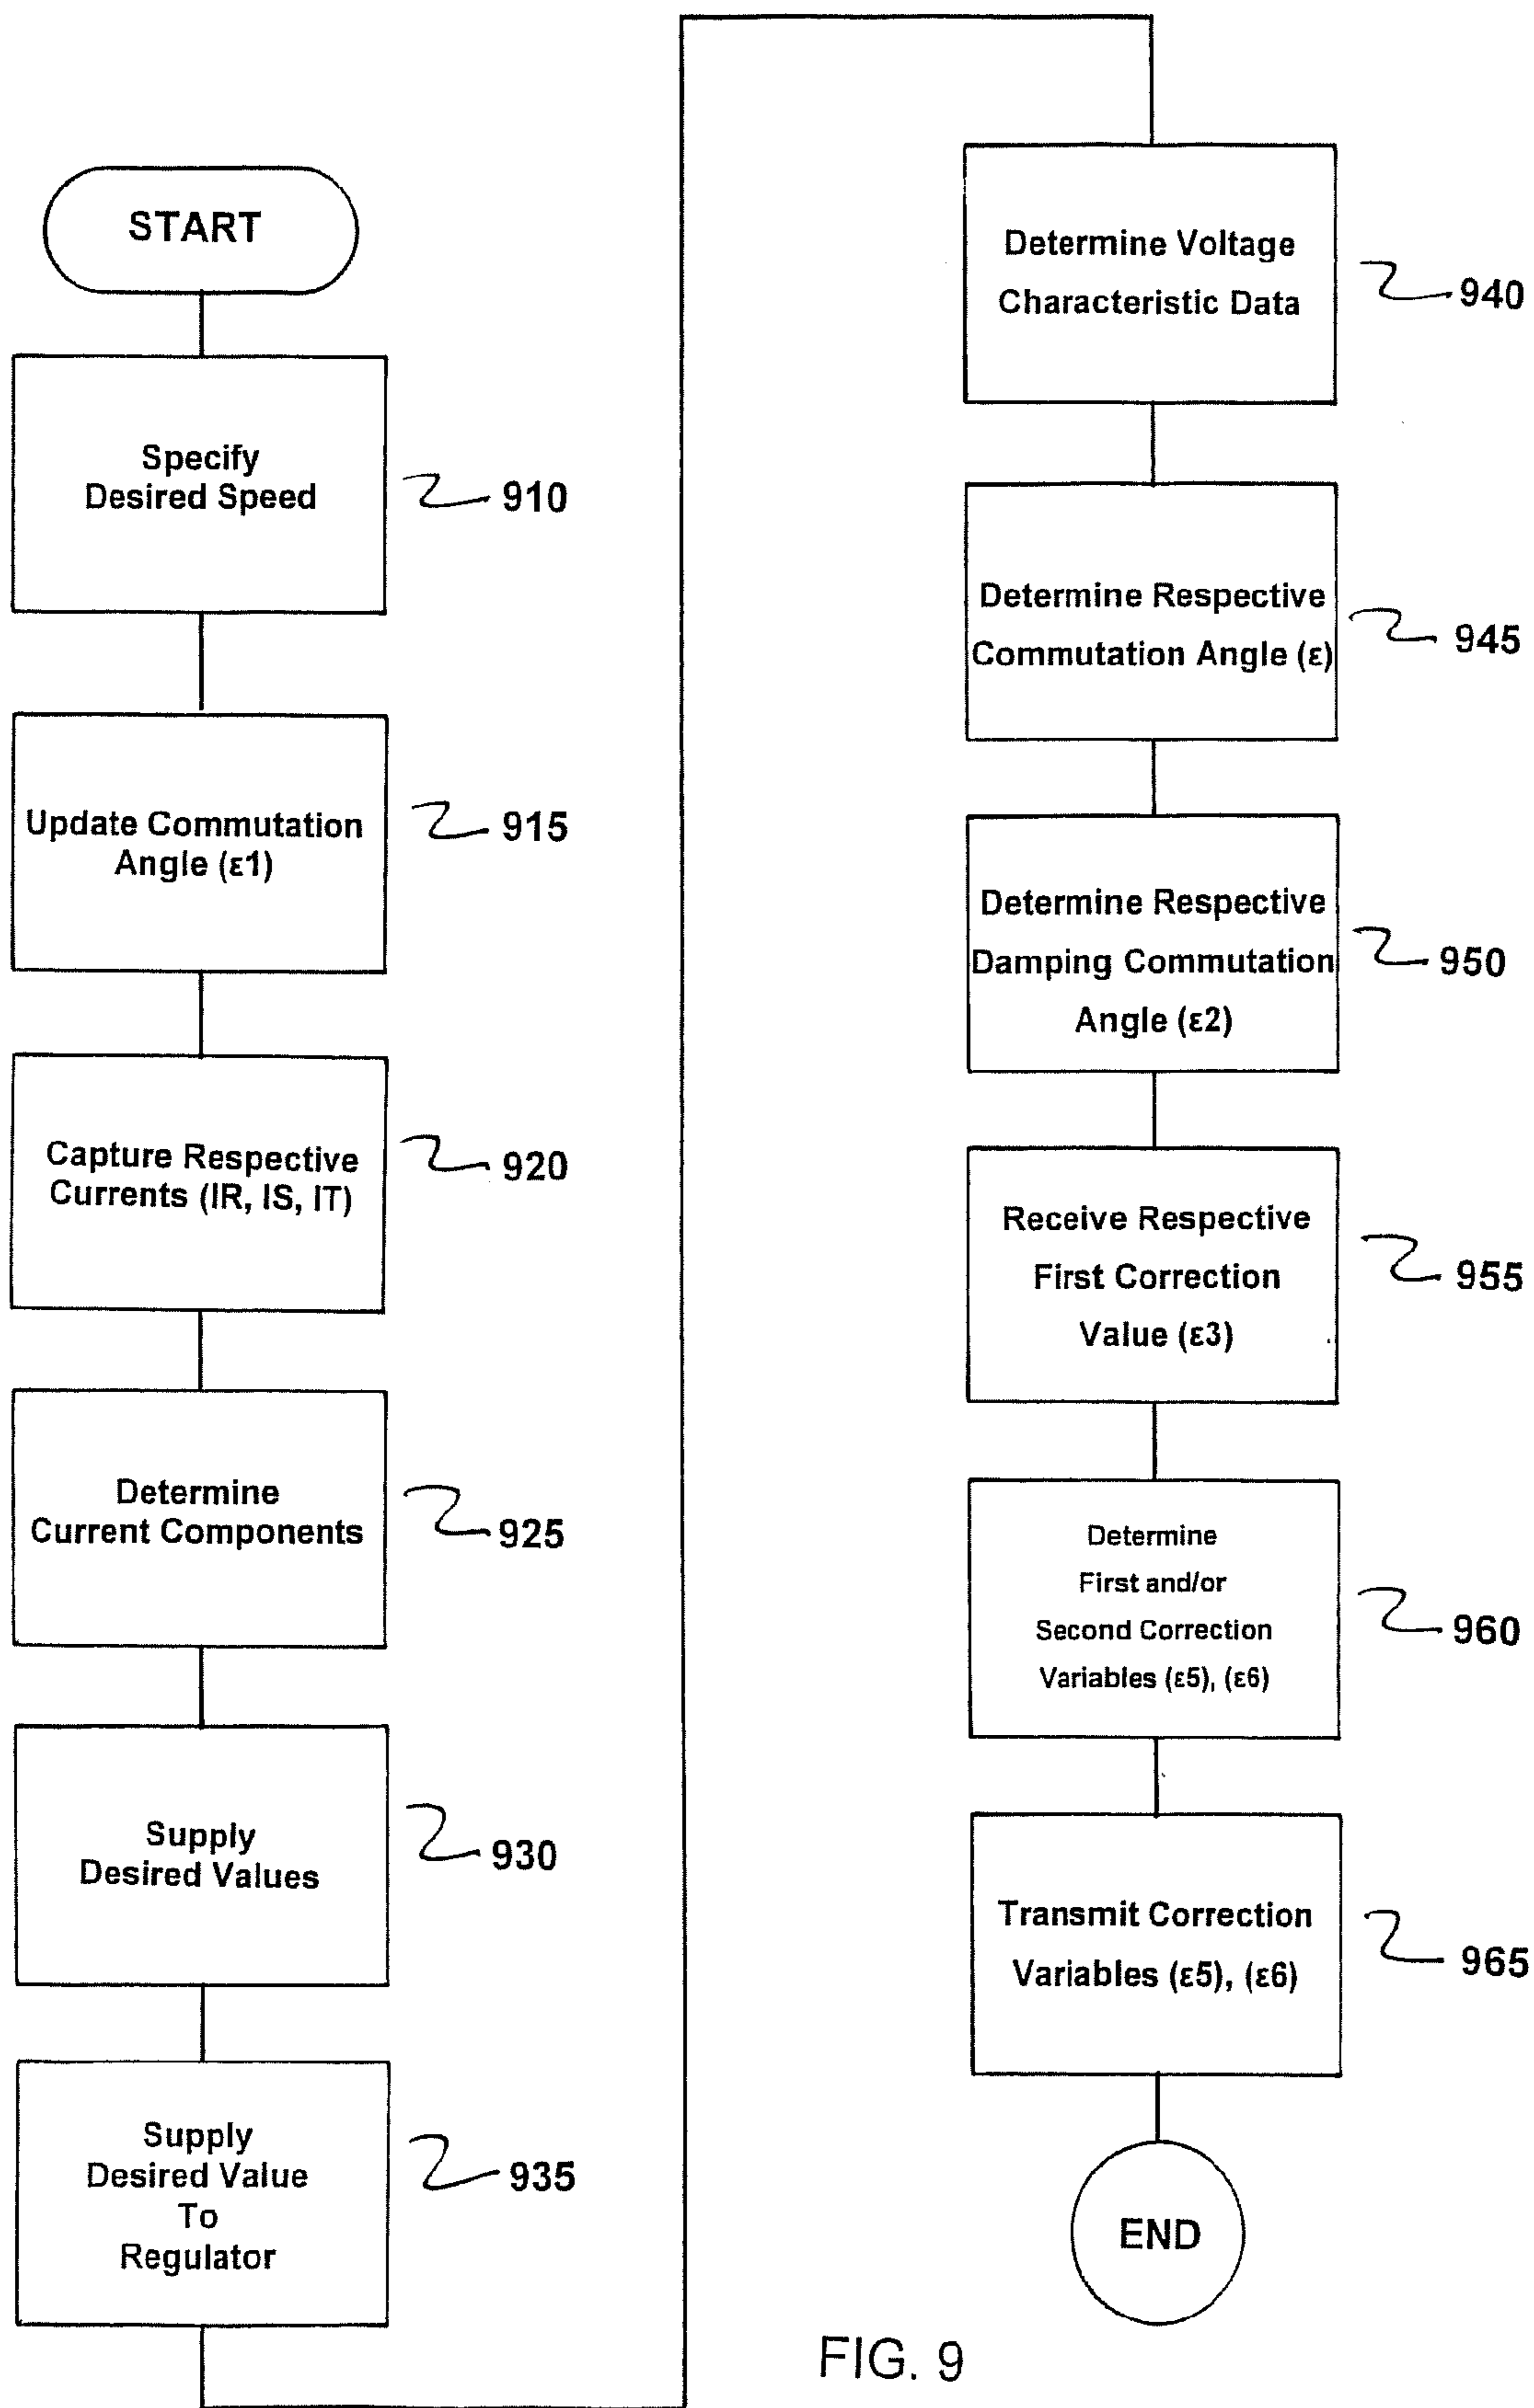 START
Specify
Desired Speed
910
Update Commutation
Angle (ε1)
915
Capture Respective
Currents (IR, IS, IT)
920
Determine
Current Components
925
Supply
Desired Values
930
Supply
Desired Value
To
Regulator
935
Determine Voltage
Characteristic Data
940
Determine Respective
Commutation Angle (ε)
945
Determine Respective
Damping Commutation
Angle (ε2)
950
Receive Respective
First Correction
Value (ε3)
955
Determine
First and/or
Second Correction
Variables (ε5), (ε6)
960
Transmit Correction
Variables (ε5), (ε6)
965
END
FIG. 9